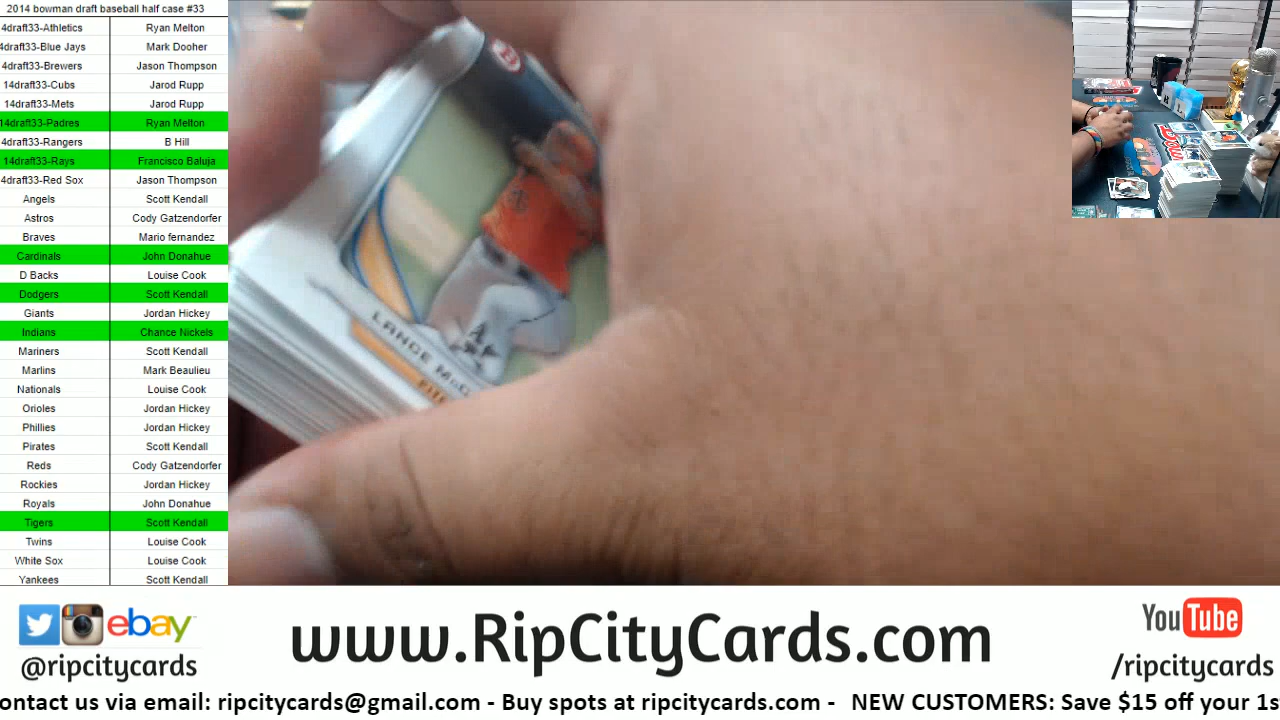 2014 bowman draft baseball half case #33
4draft33-Athletics Ryan Melton
4draft33-Blue Jays Mark Dooher
4draft33-Brewers Jason Thompson
14draft33-Cubs Jarod Rupp
14draft33-Mets Jarod Rupp
14draft33-Padres Ryan Melton
4draft33-Rangers B Hill
14draft33-Rays Francisco Baluja
4draft33-Red Sox Jason Thompson
Angels Scott Kendall
Astros Cody Gatzendorfer
Braves Mario fernandez
Cardinals John Donahue
D Backs Louise Cook
Dodgers Scott Kendall
Giants Jordan Hickey
Indians Chance Nickels
Mariners Scott Kendall
Marlins Mark Beaulieu
Nationals Louise Cook
Orioles Jordan Hickey
Phillies Jordan Hickey
Pirates Scott Kendall
Reds Cody Gatzendorfer
Rockies Jordan Hickey
Royals John Donahue
Tigers Scott Kendall
Twins Louise Cook
White Sox Louise Cook
Yankees Scott Kendall
LANCE McC
ebay™
@ripcitycards
www.RipCityCards.com
YouTube
/ripcitycards
ontact us via email: ripcitycards@gmail.com - Buy spots at ripcitycards.com - NEW CUSTOMERS: Save $15 off your 1s